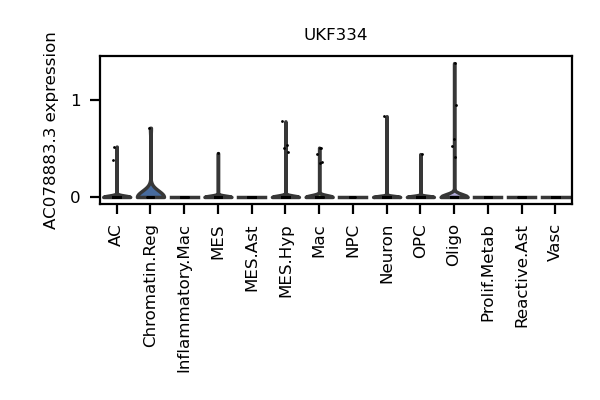 UKF334
AC078883.3 expression
1
0
AC
Chromatin.Reg
Inflammatory.Mac
MES
MES.Ast
MES.Hyp
Mac
NPC
Neuron
OPC
Oligo
Prolif.Metab
Reactive.Ast
Vasc